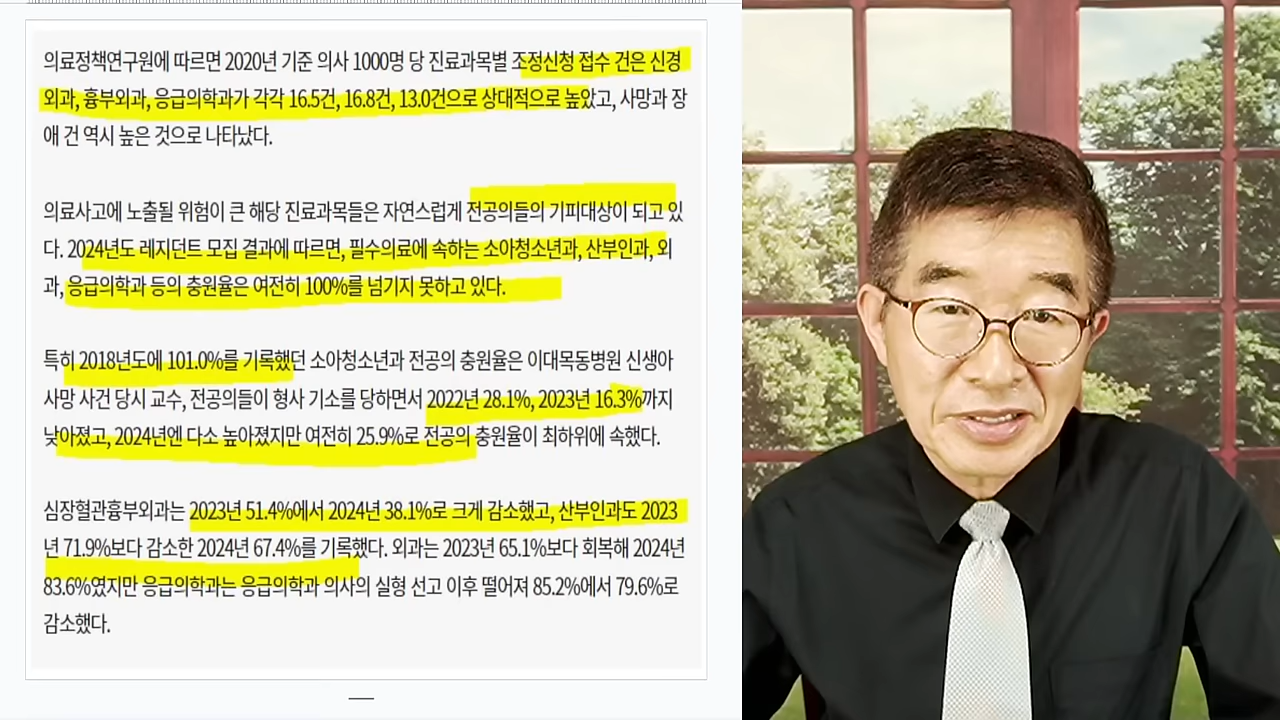 의료정책연구원에 따르면 2020년 기준 의사 1000명 당 진료과목별 조정신청 접수 건은 신경
외과, 흉부외과, 응급의학과가 각각 16.5건, 16.8건, 13.0건으로 상대적으로 높았고, 사망과 장
애 건 역시 높은 것으로 나타났다.
의료사고에 노출될 위험이 큰 해당 진료과목들은 자연스럽게 전공의들의 기피대상이 되고 있
다. 2024년도 레지던트 모집 결과에 따르면, 필수의료에 속하는 소아청소년과, 산부인과, 외
과, 응급의학과 등의 충원율은 여전히 100%를 넘기지 못하고 있다.
특히 2018년도에 101.0%를 기록했던 소아청소년과 전공의 충원율은 이대목동병원 신생아
사망 사건 당시 교수, 전공의들이 형사 기소를 당하면서 2022년 28.1%, 2023년 16.3%까지
낮아졌고, 2024년엔 다소 높아졌지만 여전히 25.9%로 전공의 충원율이 최하위에 속했다.
심장혈관흉부외과는 2023년 51.4%에서 2024년 38.1%로 크게 감소했고, 산부인과도 2023
년 71.9%보다 감소한 2024년 67.4%를 기록했다. 외과는 2023년 65.1%보다 회복해 2024년
83.6%였지만 응급의학과는 응급의학과 의사의 실형 선고 이후 떨어져 85.2%에서 79.6%로
감소했다.